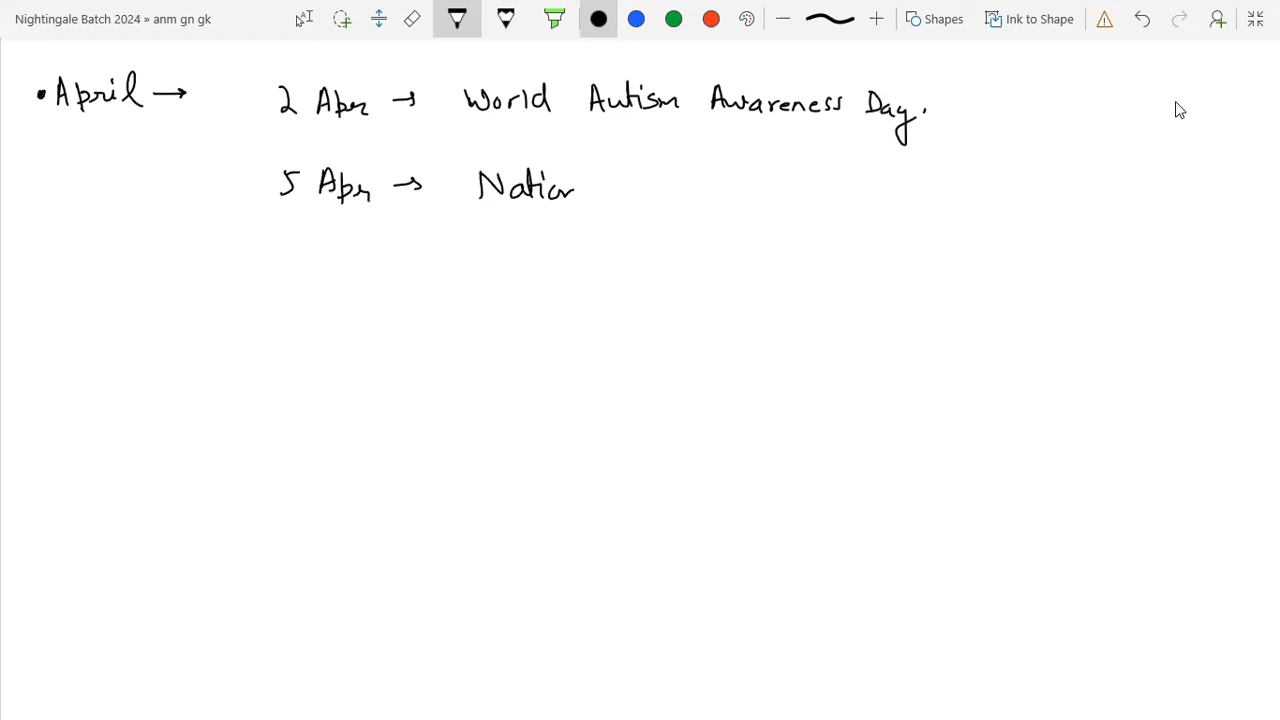 Nightingale Batch 2024 » anm gn gk
Shapes
Ink to Shape
• April → 2 Apr → World Autism Awareness Day.
5 Apr → Nation